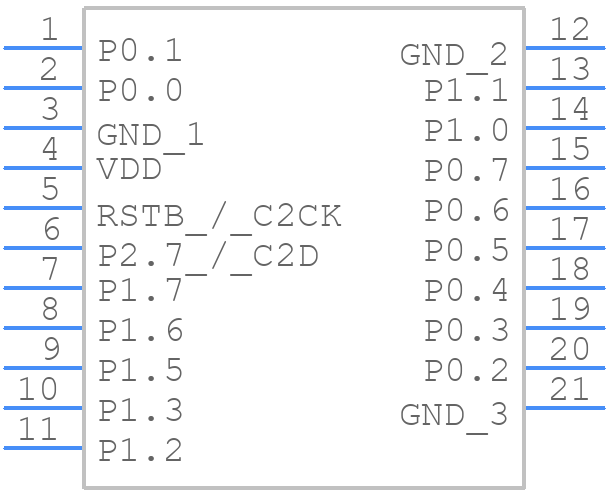 1 P0.1
2 P0.0
3 GND_1
4 VDD
5 RSTB_/_C2CK
6 P2.7_/_C2D
7 P1.7
8 P1.6
9 P1.5
10 P1.3
11 P1.2
GND_2 12
P1.1 13
P1.0 14
P0.7 15
P0.6 16
P0.5 17
P0.4 18
P0.3 19
P0.2 20
GND_3 21